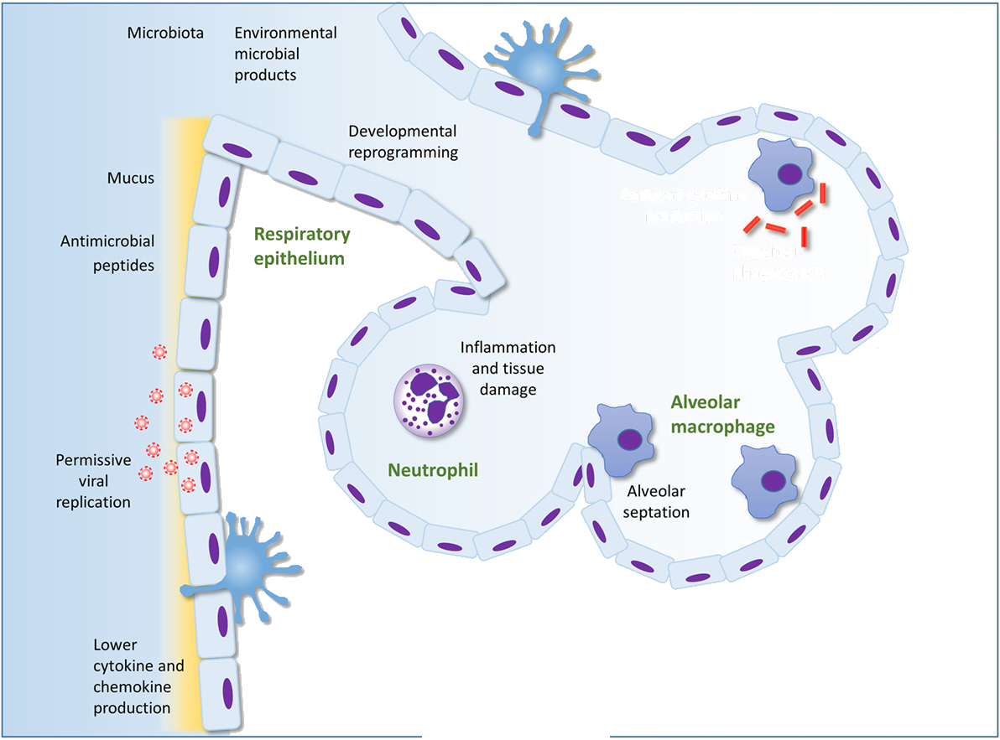 Microbiota
Environmental
microbial
products
Developmental
reprogramming
Mucus
Antimicrobial
peptides
Respiratory
epithelium
Inflammation
and tissue
damage
Neutrophil
Alveolar
macrophage
Alveolar
septation
Permissive
viral
replication
Lower
cytokine and
chemokine
production